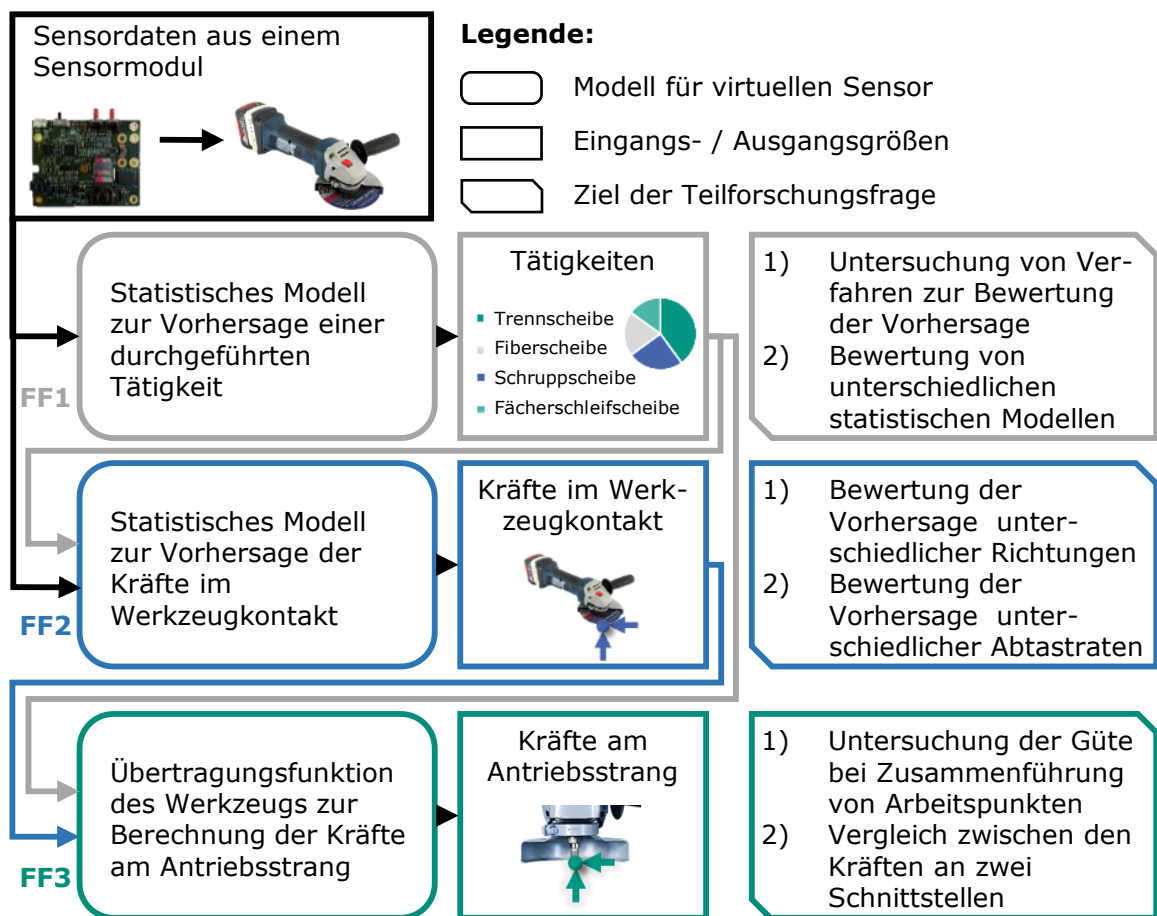 Sensordaten aus einem
Sensormodul
Legende:
Modell für virtuellen Sensor
Eingangs- / Ausgangsgrößen
Ziel der Teilforschungsfrage
FF1
Statistisches Modell
zur Vorhersage einer
durchgeführten
Tätigkeit
Tätigkeiten
Trennscheibe
Fiberscheibe
Schruppscheibe
Fächerschleifscheibe
1) Untersuchung von Ver-
fahren zur Bewertung
der Vorhersage
2) Bewertung von
unterschiedlichen
statistischen Modellen
FF2
Statistisches Modell
zur Vorhersage der
Kräfte im
Werkzeugkontakt
Kräfte im Werk-
zeugkontakt
1) Bewertung der
Vorhersage unter-
schiedlicher Richtungen
2) Bewertung der
Vorhersage unter-
schiedlicher Abtastraten
FF3
Übertragungsfunktion
des Werkzeugs zur
Berechnung der Kräfte
am Antriebsstrang
Kräfte am
Antriebsstrang
1) Untersuchung der Güte
bei Zusammenführung
von Arbeitspunkten
2) Vergleich zwischen den
Kräften an zwei
Schnittstellen